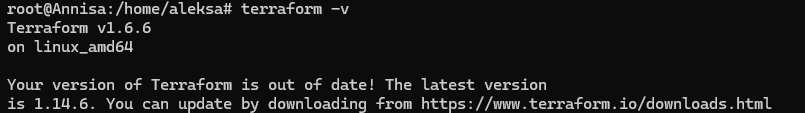 root@Annisa:/home/aleksa# terraform -v
Terraform v1.6.6
on linux_amd64
Your version of Terraform is out of date! The latest version
is 1.14.6. You can update by downloading from https://www.terraform.io/downloads.html